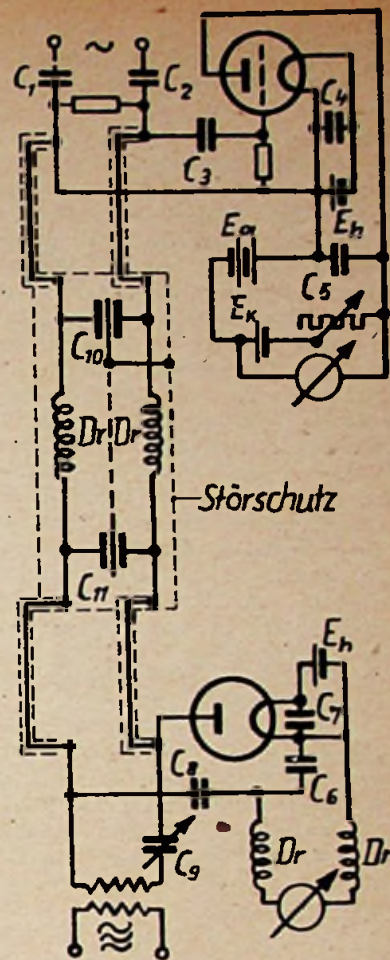 ~
C1
C2
C4
C3
Ea
Eh
C5
Ek
C10
Dr Dr
Störschutz
C11
Eh
C7
C8
C6
C9
Dr
Dr